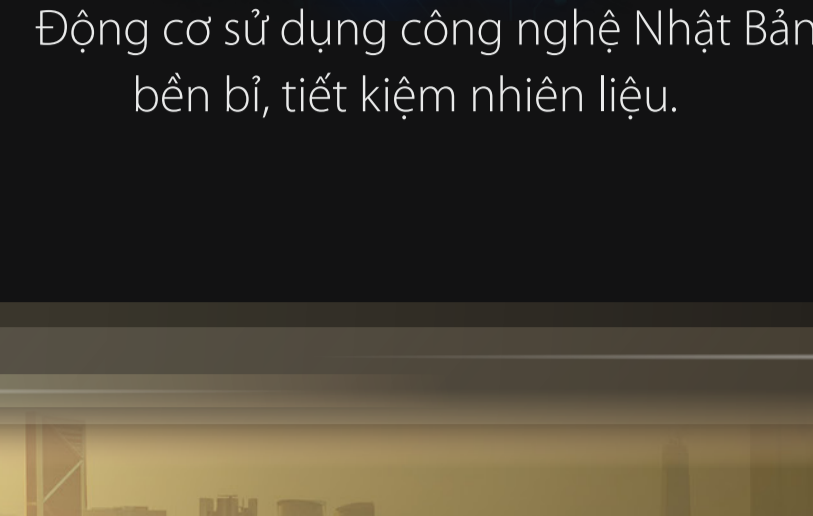 Động cơ sử dụng công nghệ Nhật Bản
bền bỉ, tiết kiệm nhiên liệu.